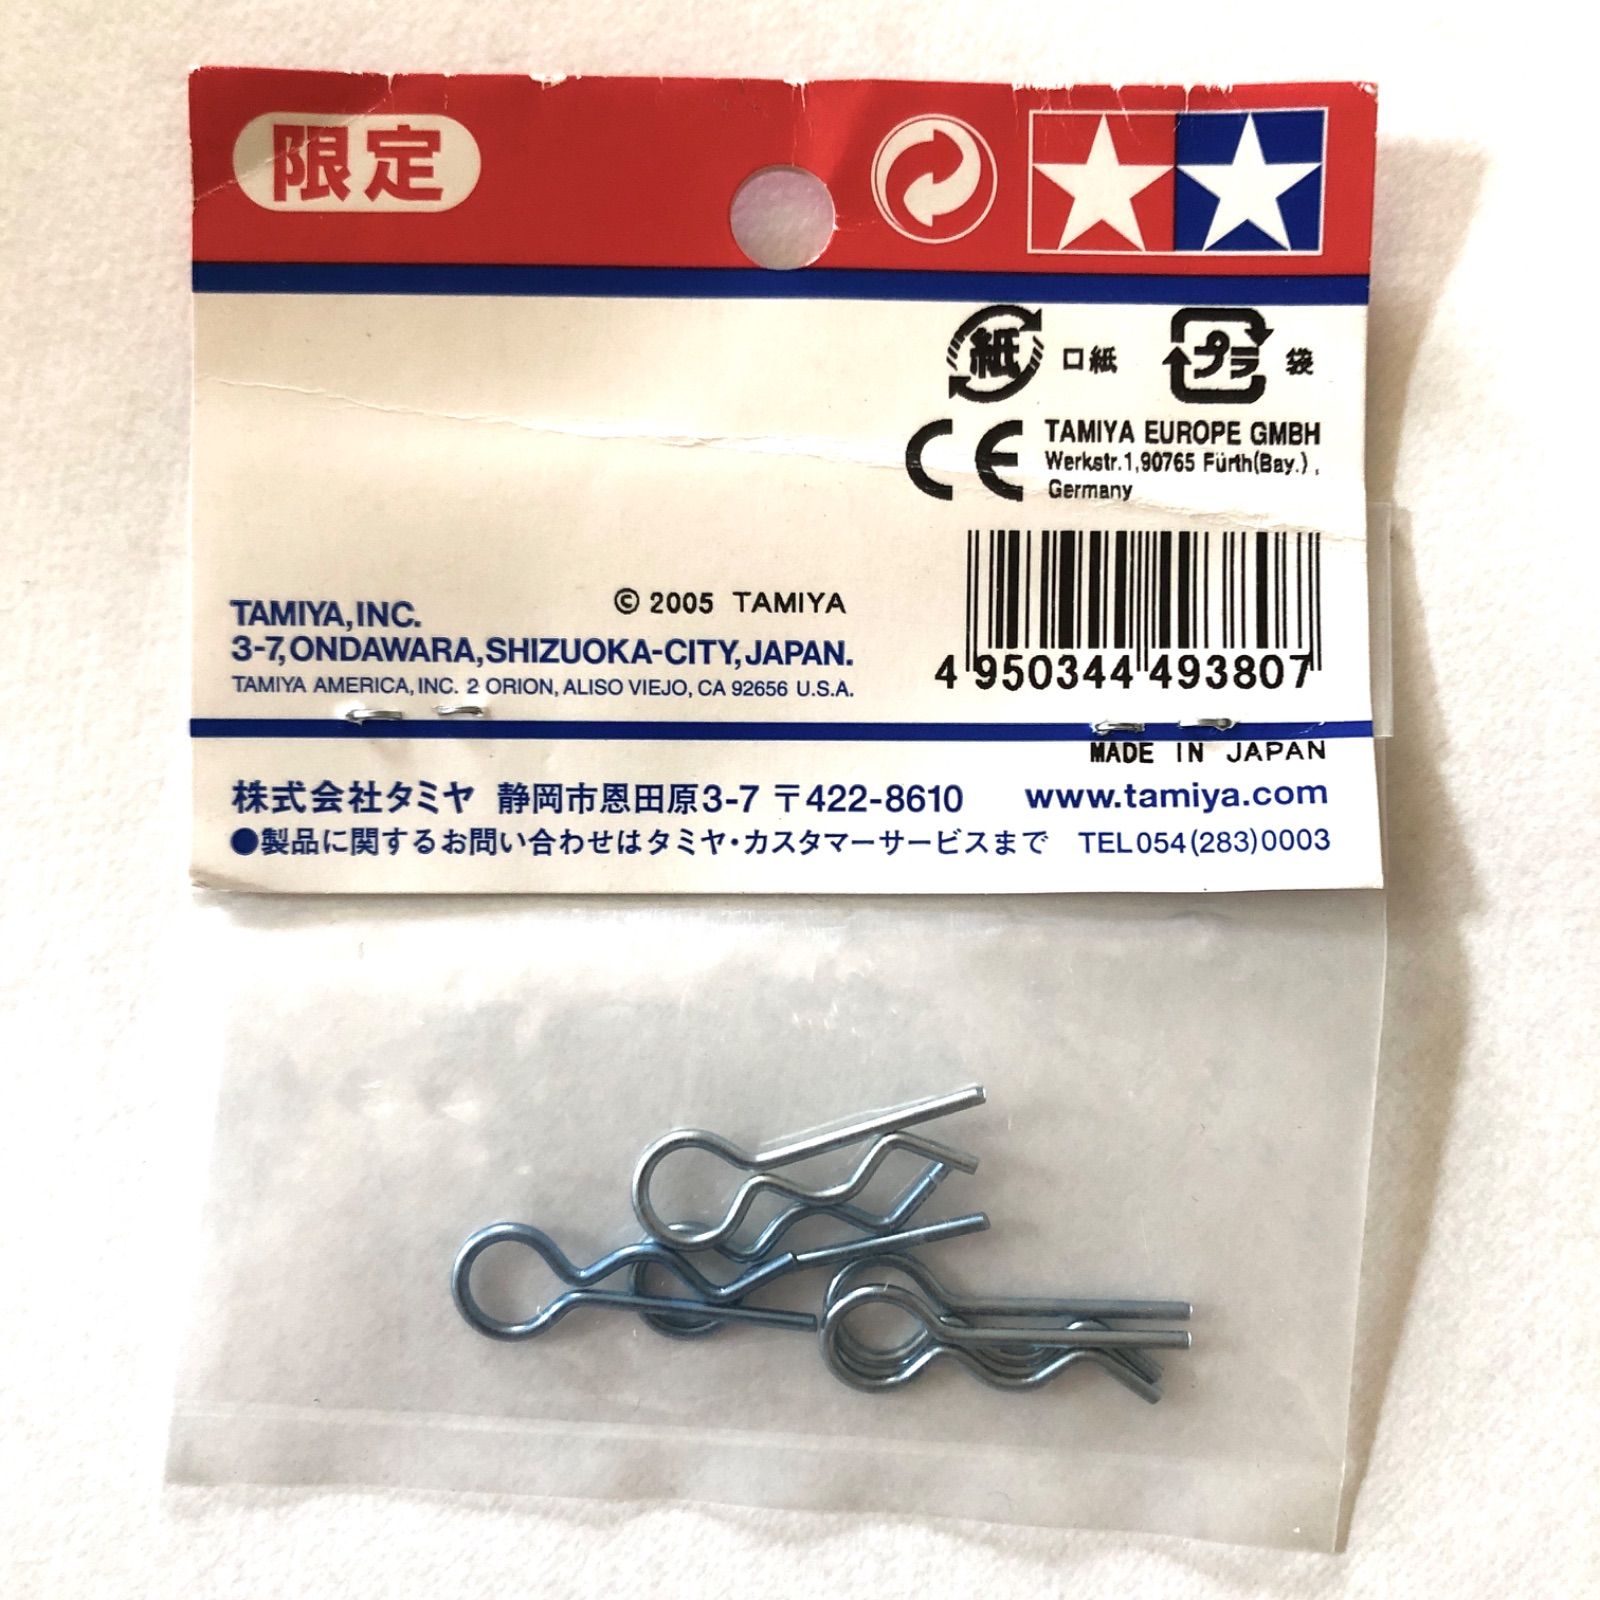 限定
紙 口紙 プラ 袋
CE TAMIYA EUROPE GMBH
Werkstr.1,90765 Fürth(Bay.),
Germany
© 2005 TAMIYA
TAMIYA,INC.
3-7,ONDAWARA,SHIZUOKA-CITY,JAPAN.
TAMIYA AMERICA,INC. 2 ORION, ALISO VIEJO, CA 92656 U.S.A.
4 950344 493807
MADE IN JAPAN
株式会社タミヤ 静岡市恩田原3-7 〒422-8610 www.tamiya.com
●製品に関するお問い合わせはタミヤ・カスタマーサービスまで TEL054(283)0003